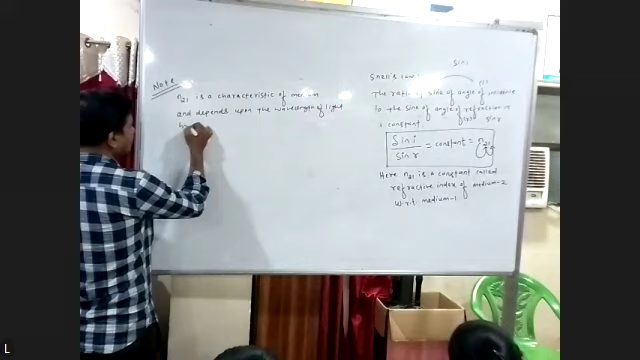 Note
n21 is a characteristic of medium
and depends upon the wavelength of light
Sin i
Snell's law
(i)
The ratio of sine of angle of incidence
to the sine of angle of refraction is
(r) sin r
a constant.
Sin i / Sin r = constant = n21
Here n21 is a constant called
refractive index of medium-2
w.r.t. medium-1
L